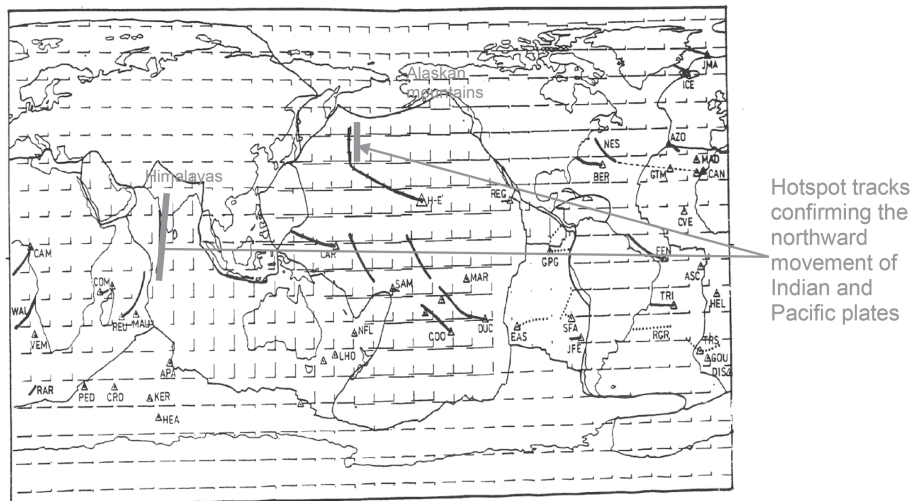 Alaskan
mountains
JMA
ICE
Himalayas
NES
AZO
MAD
BER
GTM
CAN
H-E
REG
CVE
CAM
CAR
GPG
FEN
ASC
COM
SAM
MAR
TRI
HEL
WAL
REU
MAU
VEM
NFL
COO
DUC
EAS
SFA
JFE
RGR
TRS
GOU
DIS
LHO
APA
RAR
PED
CRO
KER
HEA
Hotspot tracks
confirming the
northward
movement of
Indian and
Pacific plates